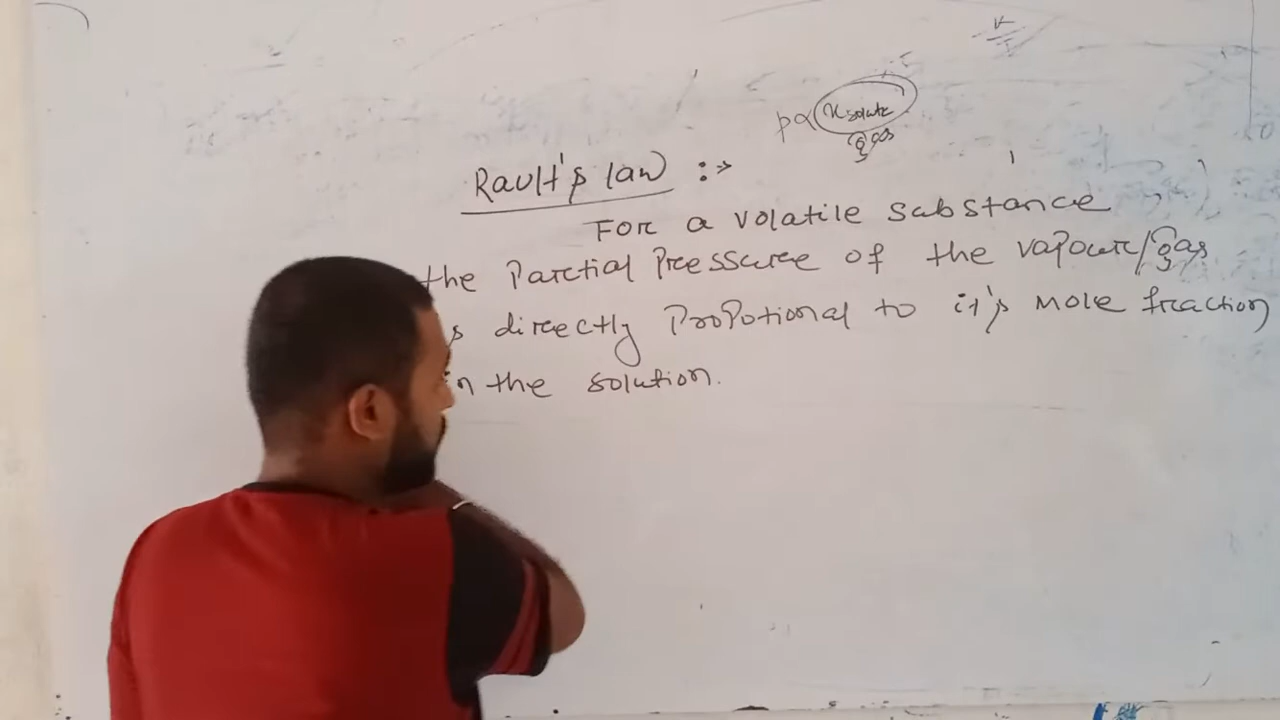 p∝ xsolute
gas
Rault's law :→
For a volatile substance
the Partial Pressure of the vapour/gas
s directly Propotional to it's mole fraction
n the solution.